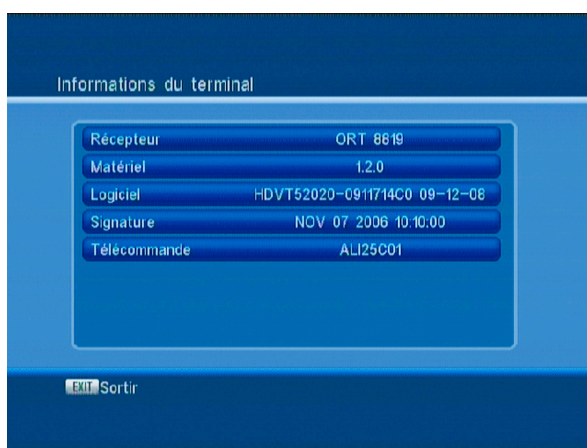 Informations du terminal
Récepteur ORT 8619
Matériel 1.2.0
Logiciel HDVT52020-0911714C0 09-12-08
Signature NOV 07 2006 10:10:00
Télécommande ALI25C01
EXIT Sortir